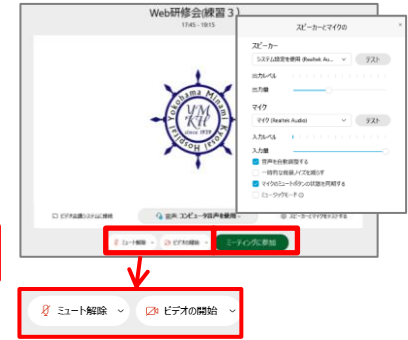 Web研修会(練習3)
17:45 - 19:15
スピーカーとマイクの
×
スピーカー
システム設定を使用 (Realtek Au...
テスト
出力レベル
出力量
マイク
マイク (Realtek Audio)
テスト
入力レベル
入力量
音声を自動調整する
一時的な背景ノイズを減らす
マイクのミュートボタンの状態を同期する
ミュージックモード
Yokohama Minami Kyosai Hospital
YM
KH
since 1939
ビデオ会議システムに接続
音声: コンピュータ音声を使用
スピーカーとマイクをテストする
ミュート解除
ビデオの開始
ミーティングに参加
ミュート解除
ビデオの開始